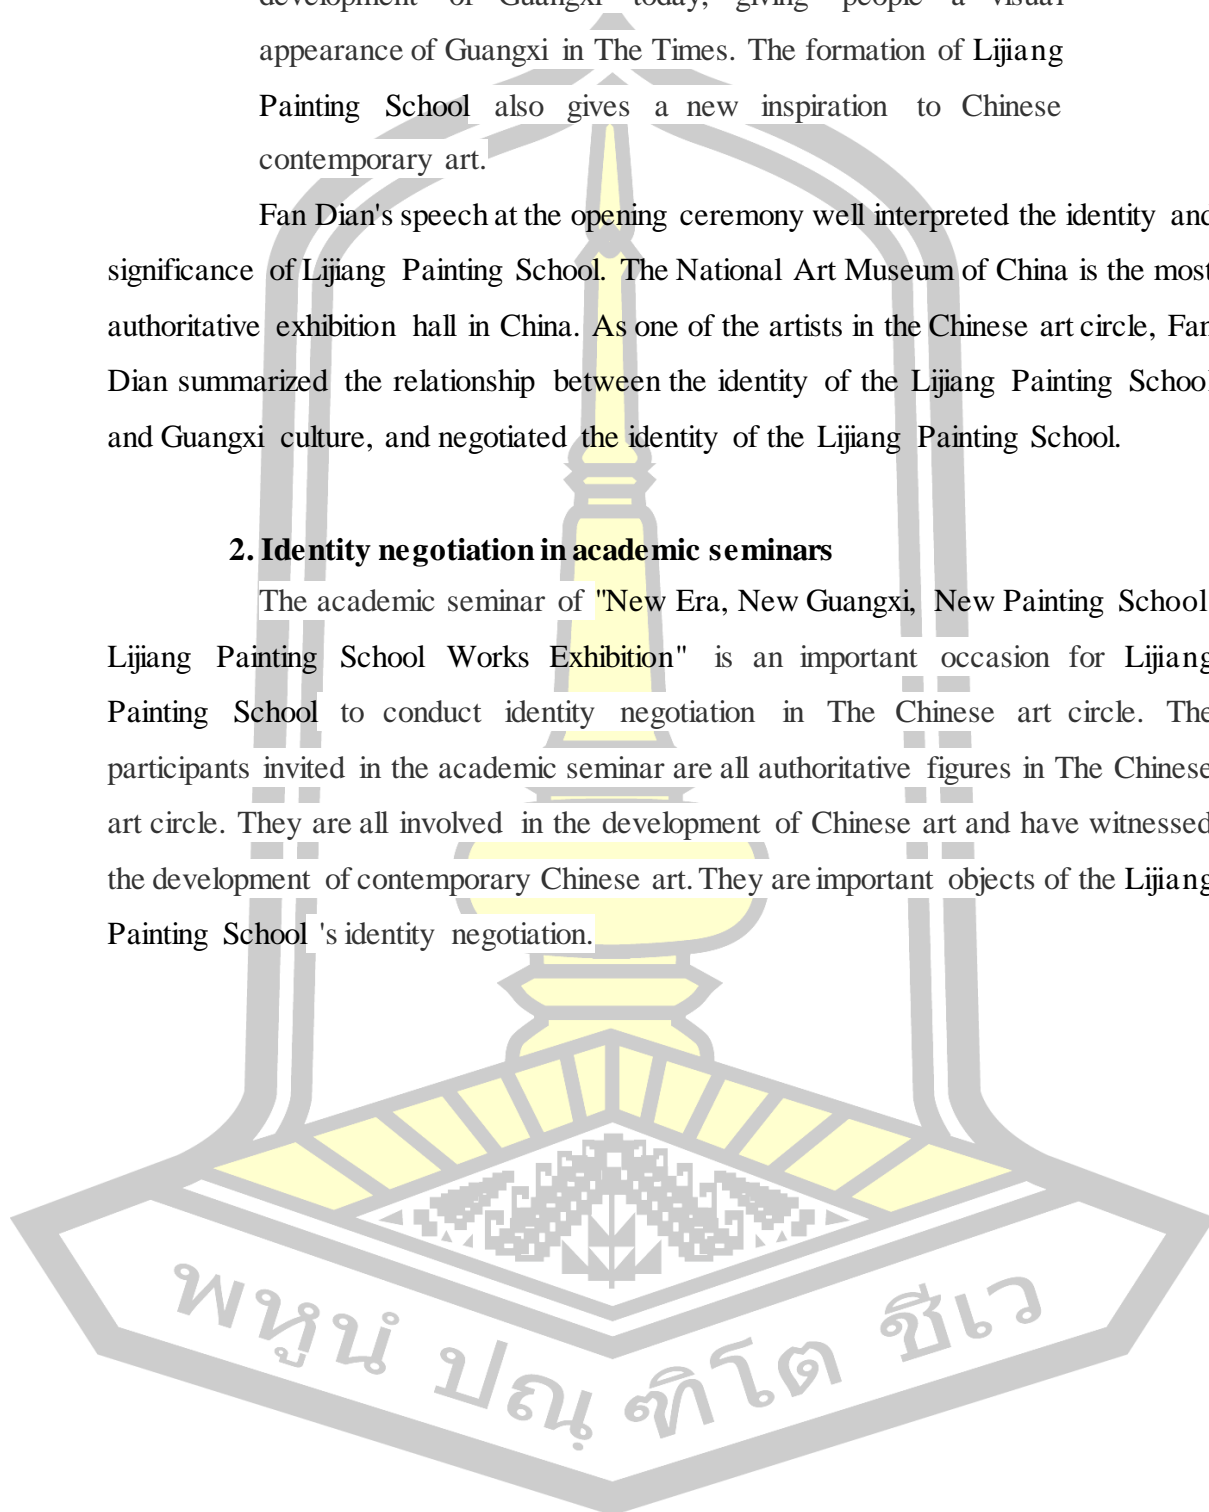 development of Guangxi today, giving people a visual
appearance of Guangxi in The Times. The formation of Lijiang
Painting School also gives a new inspiration to Chinese
contemporary art.
Fan Dian's speech at the opening ceremony well interpreted the identity and
significance of Lijiang Painting School. The National Art Museum of China is the most
authoritative exhibition hall in China. As one of the artists in the Chinese art circle, Fan
Dian summarized the relationship between the identity of the Lijiang Painting School
and Guangxi culture, and negotiated the identity of the Lijiang Painting School.
2. Identity negotiation in academic seminars
The academic seminar of "New Era, New Guangxi, New Painting School
Lijiang Painting School Works Exhibition" is an important occasion for Lijiang
Painting School to conduct identity negotiation in The Chinese art circle. The
participants invited in the academic seminar are all authoritative figures in The Chinese
art circle. They are all involved in the development of Chinese art and have witnessed
the development of contemporary Chinese art. They are important objects of the Lijiang
Painting School 's identity negotiation.
พหูนํ ปณฺฑิโต ชีเว